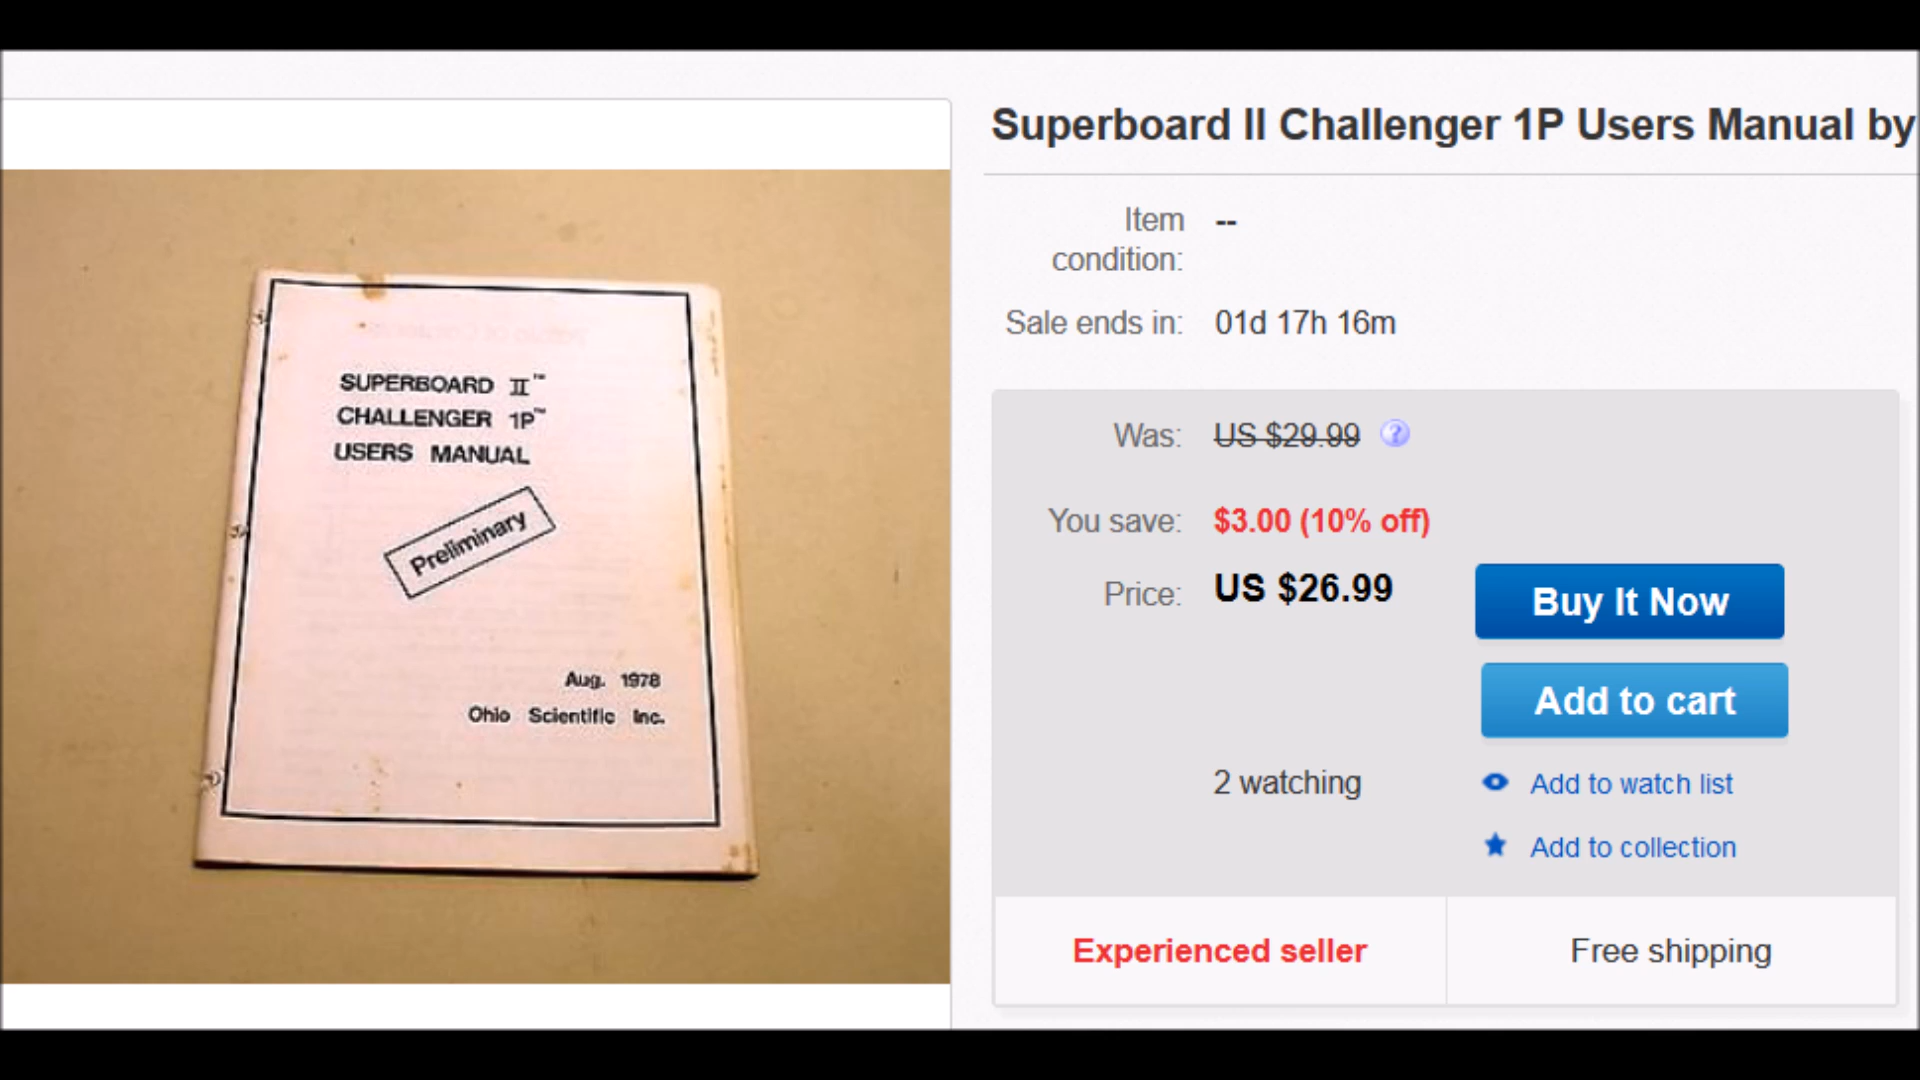 Superboard II Challenger 1P Users Manual by
Item condition:
--
Sale ends in: 01d 17h 16m
Was: US $29.99 ?
You save: $3.00 (10% off)
Price: US $26.99
Buy It Now
Add to cart
2 watching
Add to watch list
Add to collection
Experienced seller
Free shipping
SUPERBOARD II™
CHALLENGER 1P™
USERS MANUAL
Preliminary
Aug. 1978
Ohio Scientific Inc.